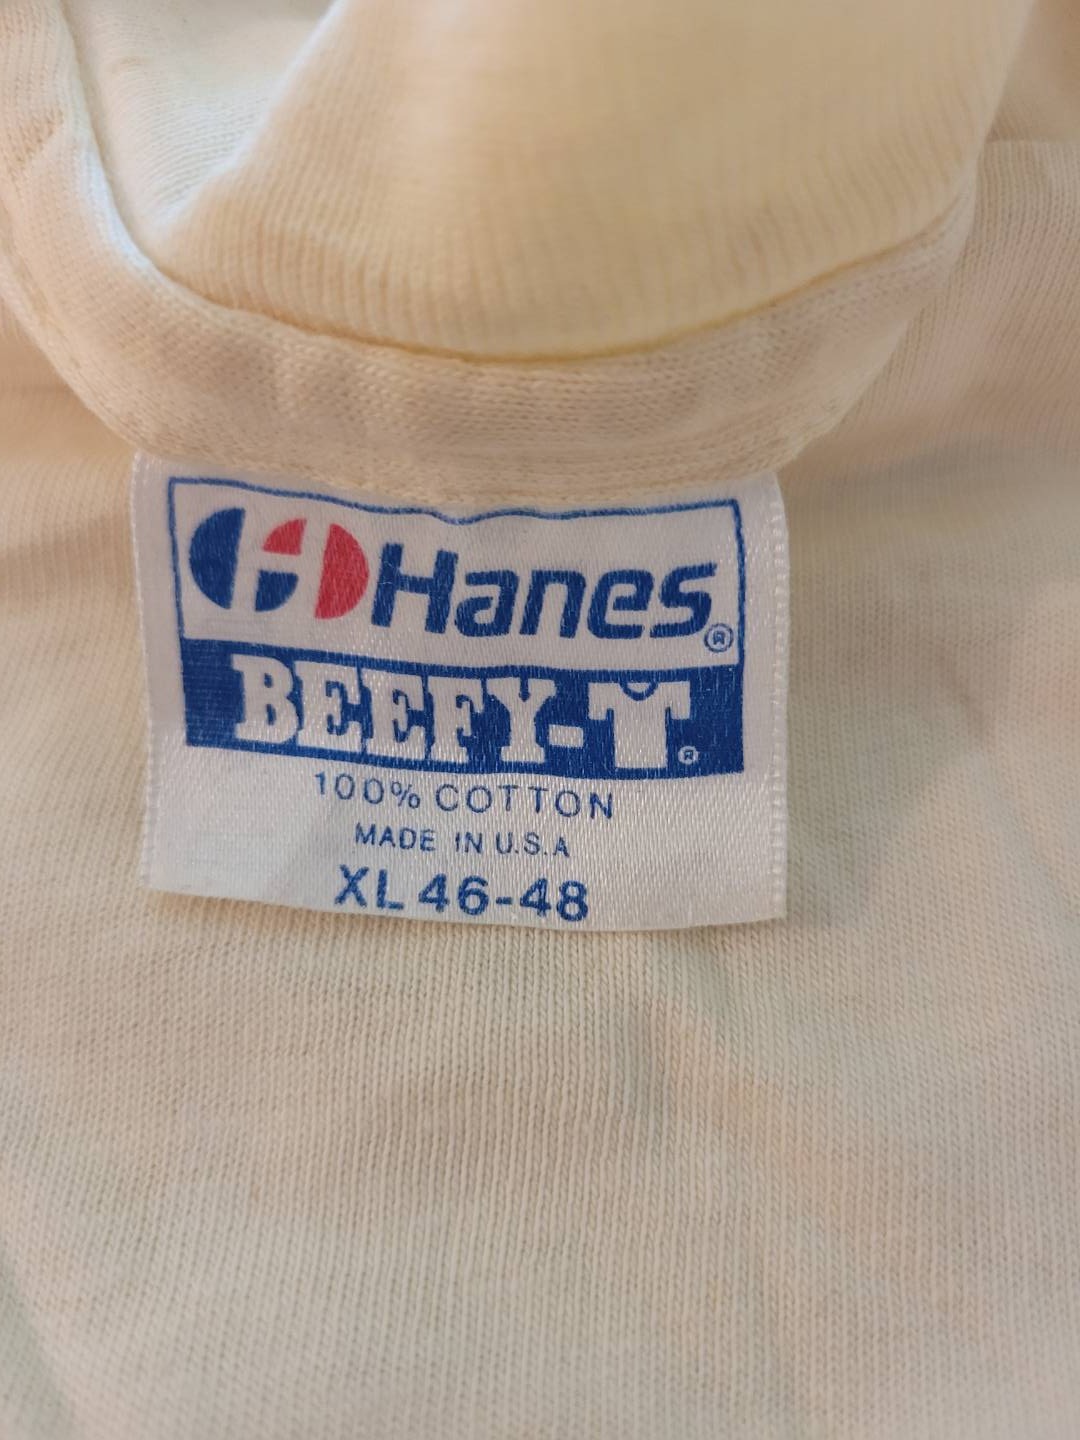 Hanes®
BEEFY-T®
100% COTTON
MADE IN U.S.A
XL 46-48